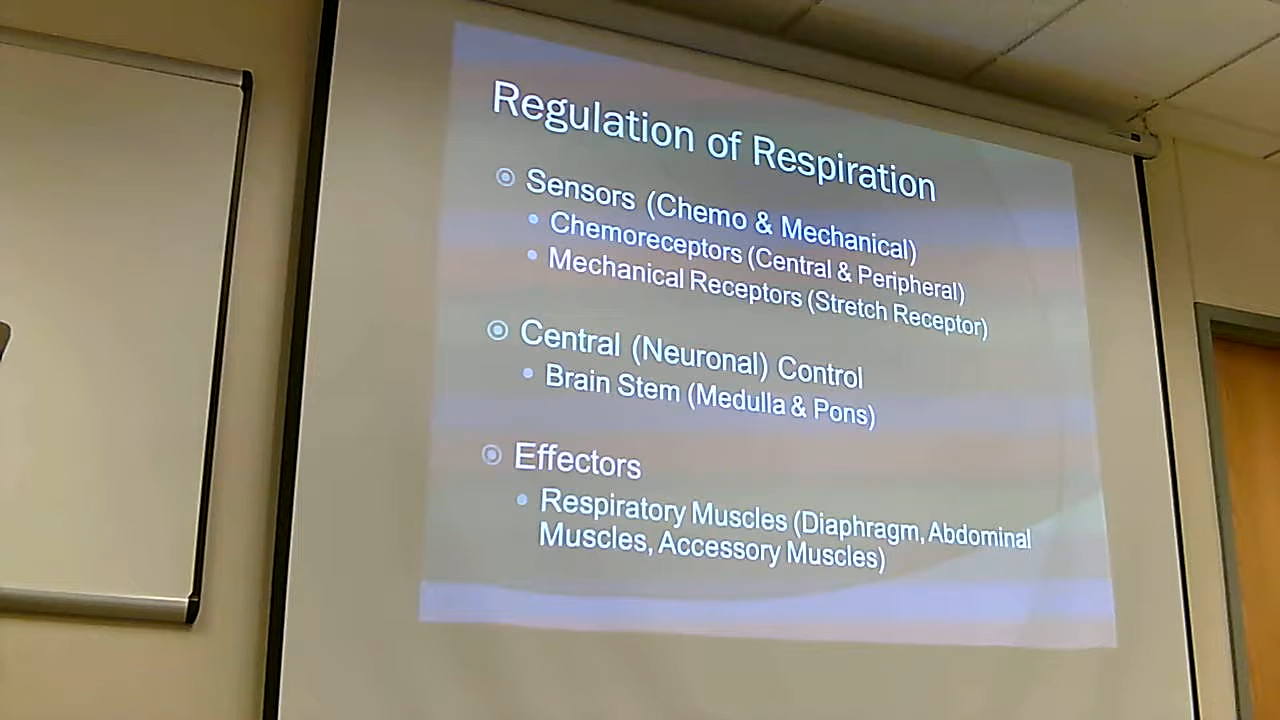 Regulation of Respiration
Sensors (Chemo & Mechanical)
Chemoreceptors (Central & Peripheral)
Mechanical Receptors (Stretch Receptor)
Central (Neuronal) Control
Brain Stem (Medulla & Pons)
Effectors
Respiratory Muscles (Diaphragm, Abdominal
Muscles, Accessory Muscles)